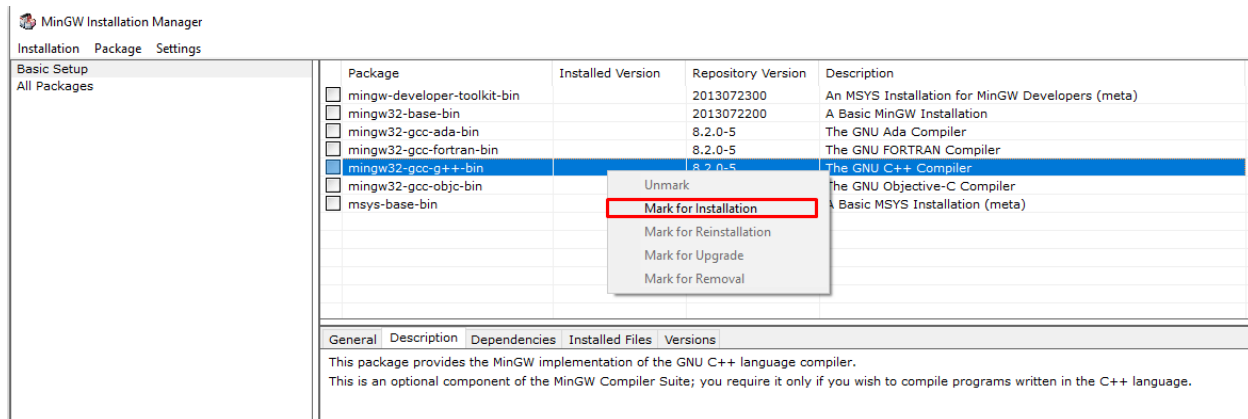 MinGW Installation Manager
Installation Package Settings
Basic Setup
All Packages
Package Installed Version Repository Version Description
mingw-developer-toolkit-bin 2013072300 An MSYS Installation for MinGW Developers (meta)
mingw32-base-bin 2013072200 A Basic MinGW Installation
mingw32-gcc-ada-bin 8.2.0-5 The GNU Ada Compiler
mingw32-gcc-fortran-bin 8.2.0-5 The GNU FORTRAN Compiler
mingw32-gcc-g++-bin 8.2.0-5 The GNU C++ Compiler
mingw32-gcc-objc-bin The GNU Objective-C Compiler
msys-base-bin A Basic MSYS Installation (meta)
Unmark
Mark for Installation
Mark for Reinstallation
Mark for Upgrade
Mark for Removal
General Description Dependencies Installed Files Versions
This package provides the MinGW implementation of the GNU C++ language compiler.
This is an optional component of the MinGW Compiler Suite; you require it only if you wish to compile programs written in the C++ language.